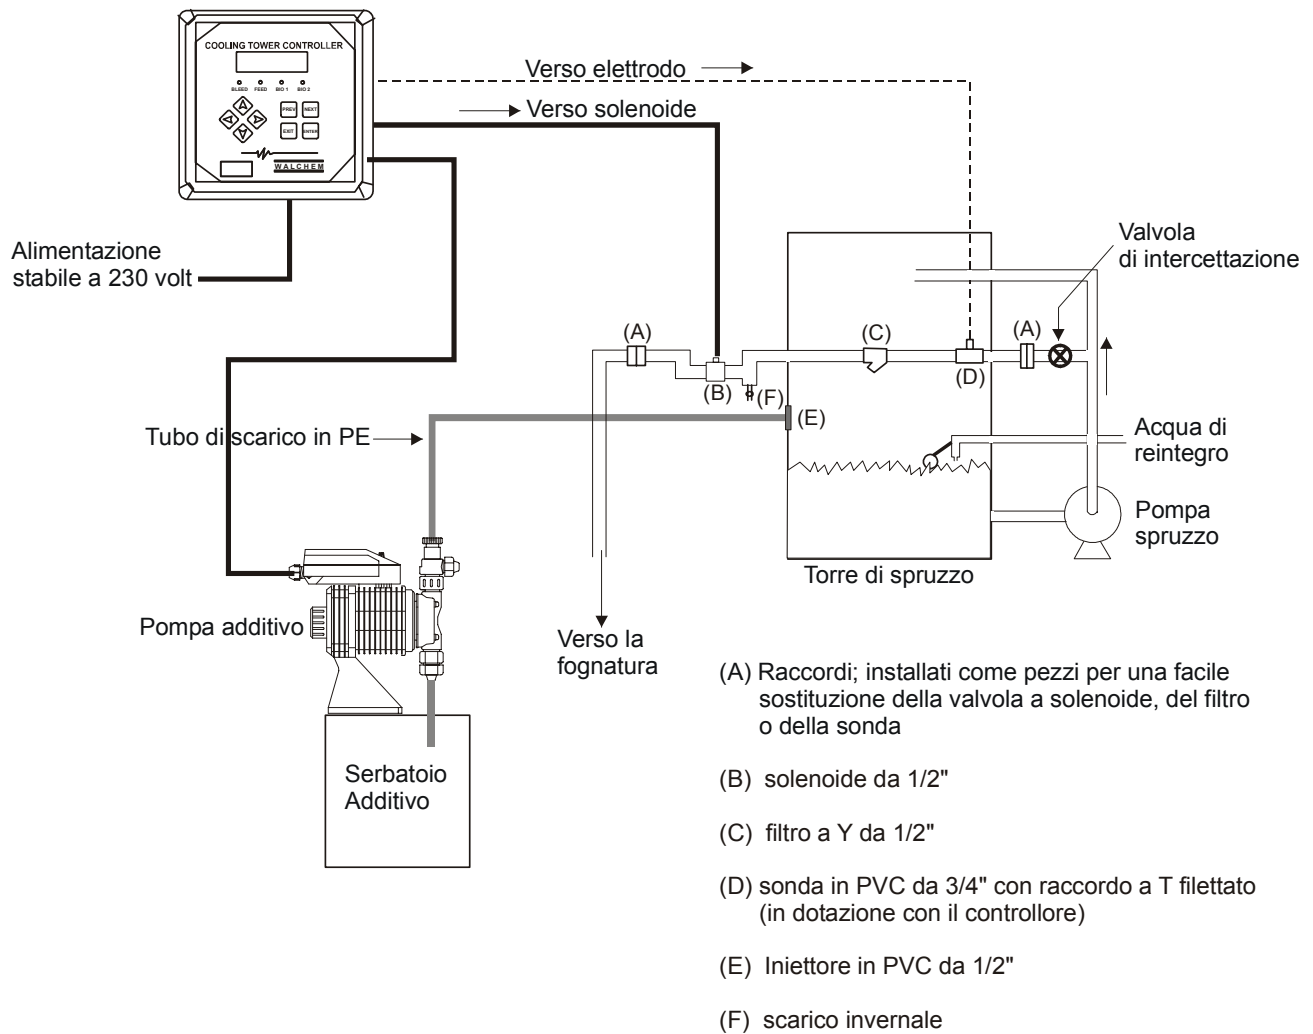 COOLING TOWER CONTROLLER
BLEED FEED BIO 1 BIO 2
PREV NEXT
EXIT ENTER
WALCHEM
Verso elettrodo
Verso solenoide
Alimentazione
stabile a 230 volt
Valvola
di intercettazione
(A)
(B)
(F)
(C)
(D)
(A)
(E)
Tubo di scarico in PE
Acqua di
reintegro
Pompa
spruzzo
Torre di spruzzo
Pompa additivo
Verso la
fognatura
Serbatoio
Additivo
(A) Raccordi; installati come pezzi per una facile
sostituzione della valvola a solenoide, del filtro
o della sonda
(B) solenoide da 1/2"
(C) filtro a Y da 1/2"
(D) sonda in PVC da 3/4" con raccordo a T filettato
(in dotazione con il controllore)
(E) Iniettore in PVC da 1/2"
(F) scarico invernale